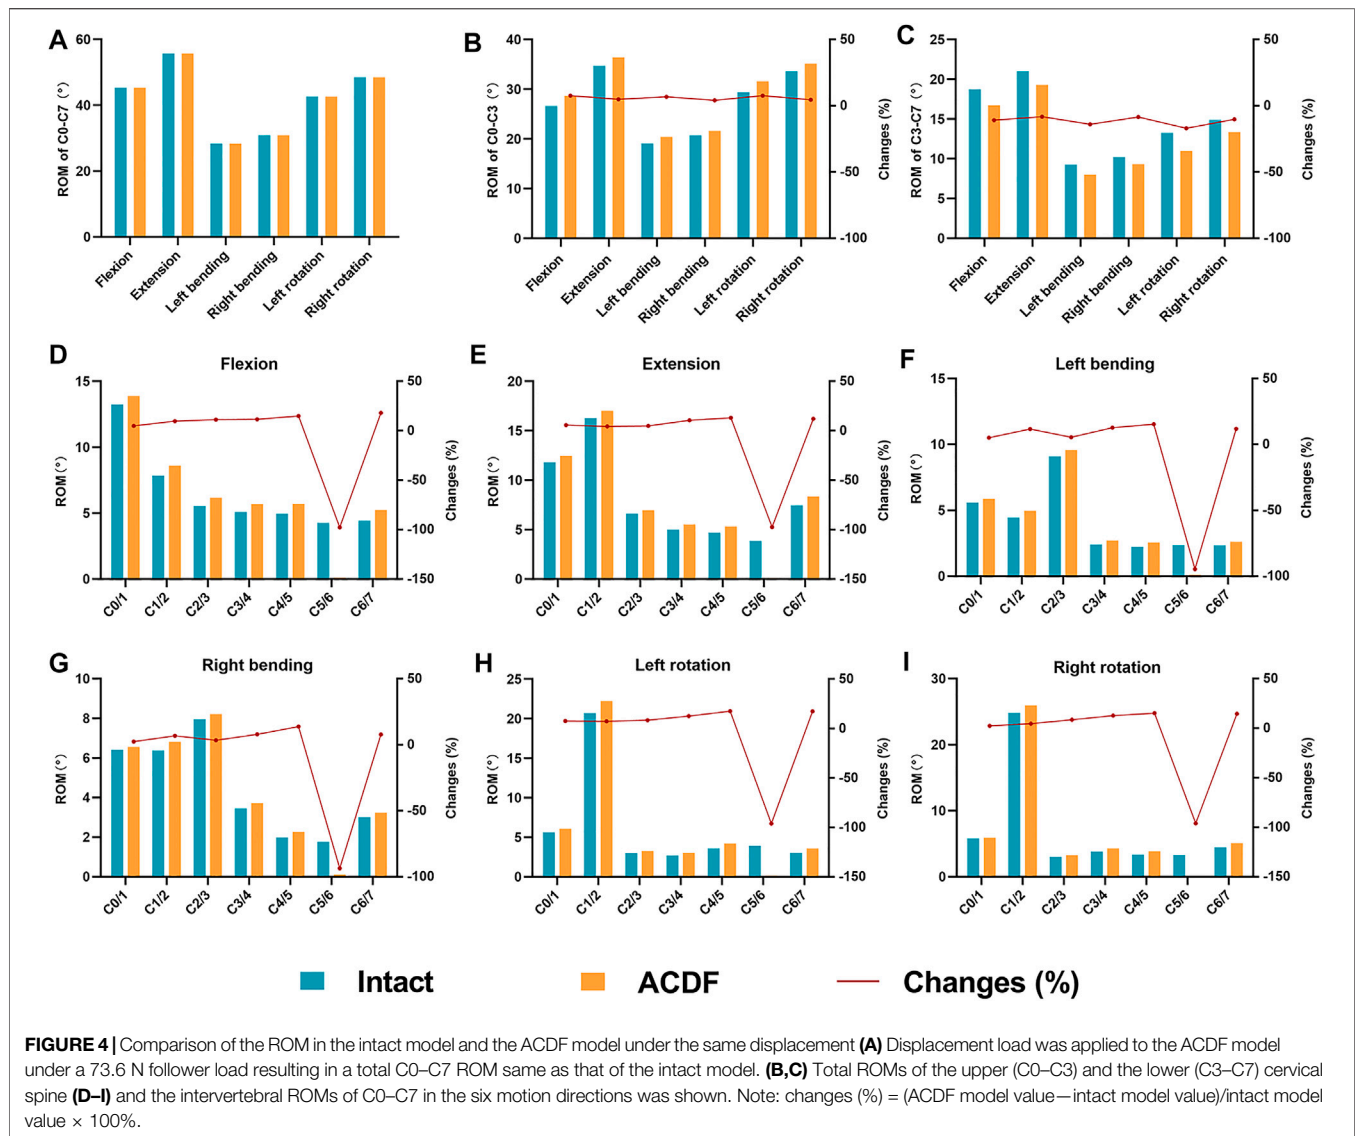 A
ROM of C0-C7 (°)
60
40
20
0
Flexion
Extension
Left bending
Right bending
Left rotation
Right rotation
B
ROM of C0-C3 (°)
40
30
20
10
0
50
0
-50
-100
Changes (%)
Flexion
Extension
Left bending
Right bending
Left rotation
Right rotation
C
ROM of C3-C7 (°)
25
20
15
10
5
0
50
0
-50
-100
Changes (%)
Flexion
Extension
Left bending
Right bending
Left rotation
Right rotation
D
Flexion
ROM (°)
15
10
5
0
50
0
-50
-100
-150
Changes (%)
C0/1
C1/2
C2/3
C3/4
C4/5
C5/6
C6/7
E
Extension
ROM (°)
20
15
10
5
0
50
0
-50
-100
-150
Changes (%)
C0/1
C1/2
C2/3
C3/4
C4/5
C5/6
C6/7
F
Left bending
ROM (°)
15
10
5
0
50
0
-50
-100
Changes (%)
C0/1
C1/2
C2/3
C3/4
C4/5
C5/6
C6/7
G
Right bending
ROM (°)
10
8
6
4
2
0
50
0
-50
-100
Changes (%)
C0/1
C1/2
C2/3
C3/4
C4/5
C5/6
C6/7
H
Left rotation
ROM (°)
25
20
15
10
5
0
50
0
-50
-100
-150
Changes (%)
C0/1
C1/2
C2/3
C3/4
C4/5
C5/6
C6/7
I
Right rotation
ROM (°)
30
20
10
0
50
0
-50
-100
-150
Changes (%)
C0/1
C1/2
C2/3
C3/4
C4/5
C5/6
C6/7
Intact
ACDF
Changes (%)
FIGURE 4 | Comparison of the ROM in the intact model and the ACDF model under the same displacement (A) Displacement load was applied to the ACDF model
under a 73.6 N follower load resulting in a total C0–C7 ROM same as that of the intact model. (B,C) Total ROMs of the upper (C0–C3) and the lower (C3–C7) cervical
spine (D–I) and the intervertebral ROMs of C0–C7 in the six motion directions was shown. Note: changes (%) = (ACDF model value—intact model value)/intact model
value × 100%.